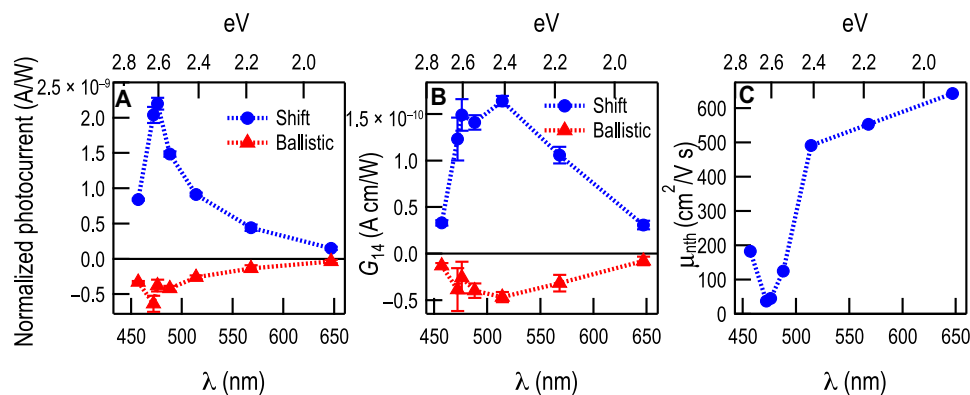 eV
2.8 2.6 2.4 2.2 2.0
Normalized photocurrent (A/W)
2.5 × 10⁻⁹
2.0
1.5
1.0
0.5
0.0
−0.5
A
Shift
Ballistic
450 500 550 600 650
λ (nm)
eV
2.8 2.6 2.4 2.2 2.0
G₁₄ (A cm/W)
1.5 × 10⁻¹⁰
1.0
0.5
0.0
−0.5
B
Shift
Ballistic
450 500 550 600 650
λ (nm)
eV
2.8 2.6 2.4 2.2 2.0
μₙₜₕ (cm²/V s)
600
500
400
300
200
100
0
C
450 500 550 600 650
λ (nm)